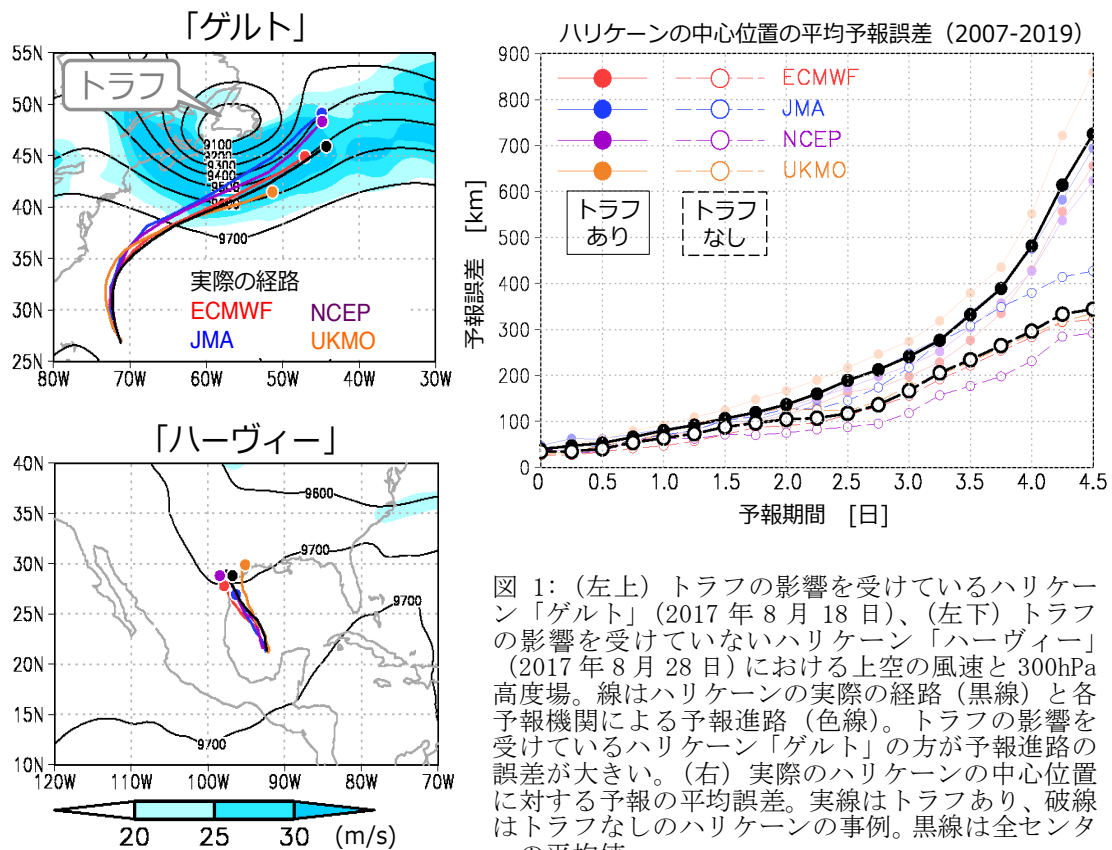 「ゲルト」
55N
50N
45N
40N
35N
30N
25N
トラフ
9100
9200
9300
9400
9500
9600
9700
実際の経路
ECMWF
NCEP
JMA
UKMO
80W
70W
60W
50W
40W
30W
「ハーヴィー」
40N
35N
30N
25N
20N
15N
10N
9600
9700
9700
9700
120W
110W
100W
90W
80W
70W
20
25
30
(m/s)
ハリケーンの中心位置の平均予報誤差（2007-2019）
900
800
700
600
500
400
300
200
100
0
予報誤差 [km]
ECMWF
JMA
NCEP
UKMO
トラフ
あり
トラフ
なし
0
0.5
1.0
1.5
2.0
2.5
3.0
3.5
4.0
4.5
予報期間 [日]
図 1:（左上）トラフの影響を受けているハリケー
ン「ゲルト」（2017 年 8 月 18 日）、（左下）トラフ
の影響を受けていないハリケーン「ハーヴィー」
（2017 年 8 月 28 日）における上空の風速と 300hPa
高度場。線はハリケーンの実際の経路（黒線）と各
予報機関による予報進路（色線）。トラフの影響を
受けているハリケーン「ゲルト」の方が予報進路の
誤差が大きい。（右）実際のハリケーンの中心位置
に対する予報の平均誤差。実線はトラフあり、破線
はトラフなしのハリケーンの事例。黒線は全センタ